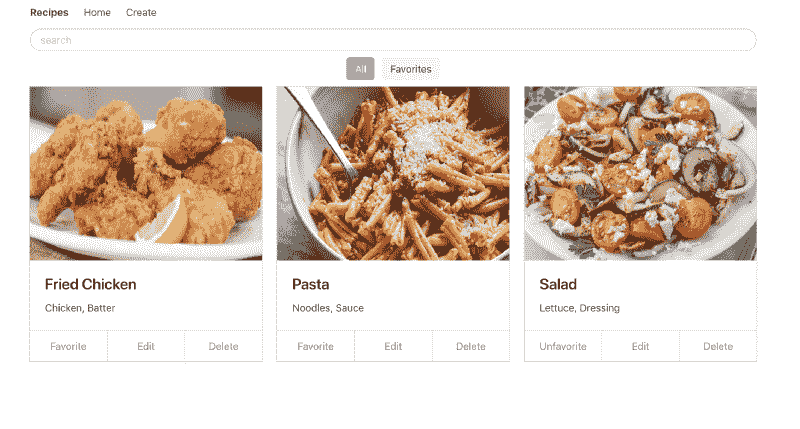 Recipes Home Create
search
All Favorites
Fried Chicken Pasta Salad
Chicken, Batter Noodles, Sauce Lettuce, Dressing
Favorite Edit Delete Favorite Edit Delete Unfavorite Edit Delete